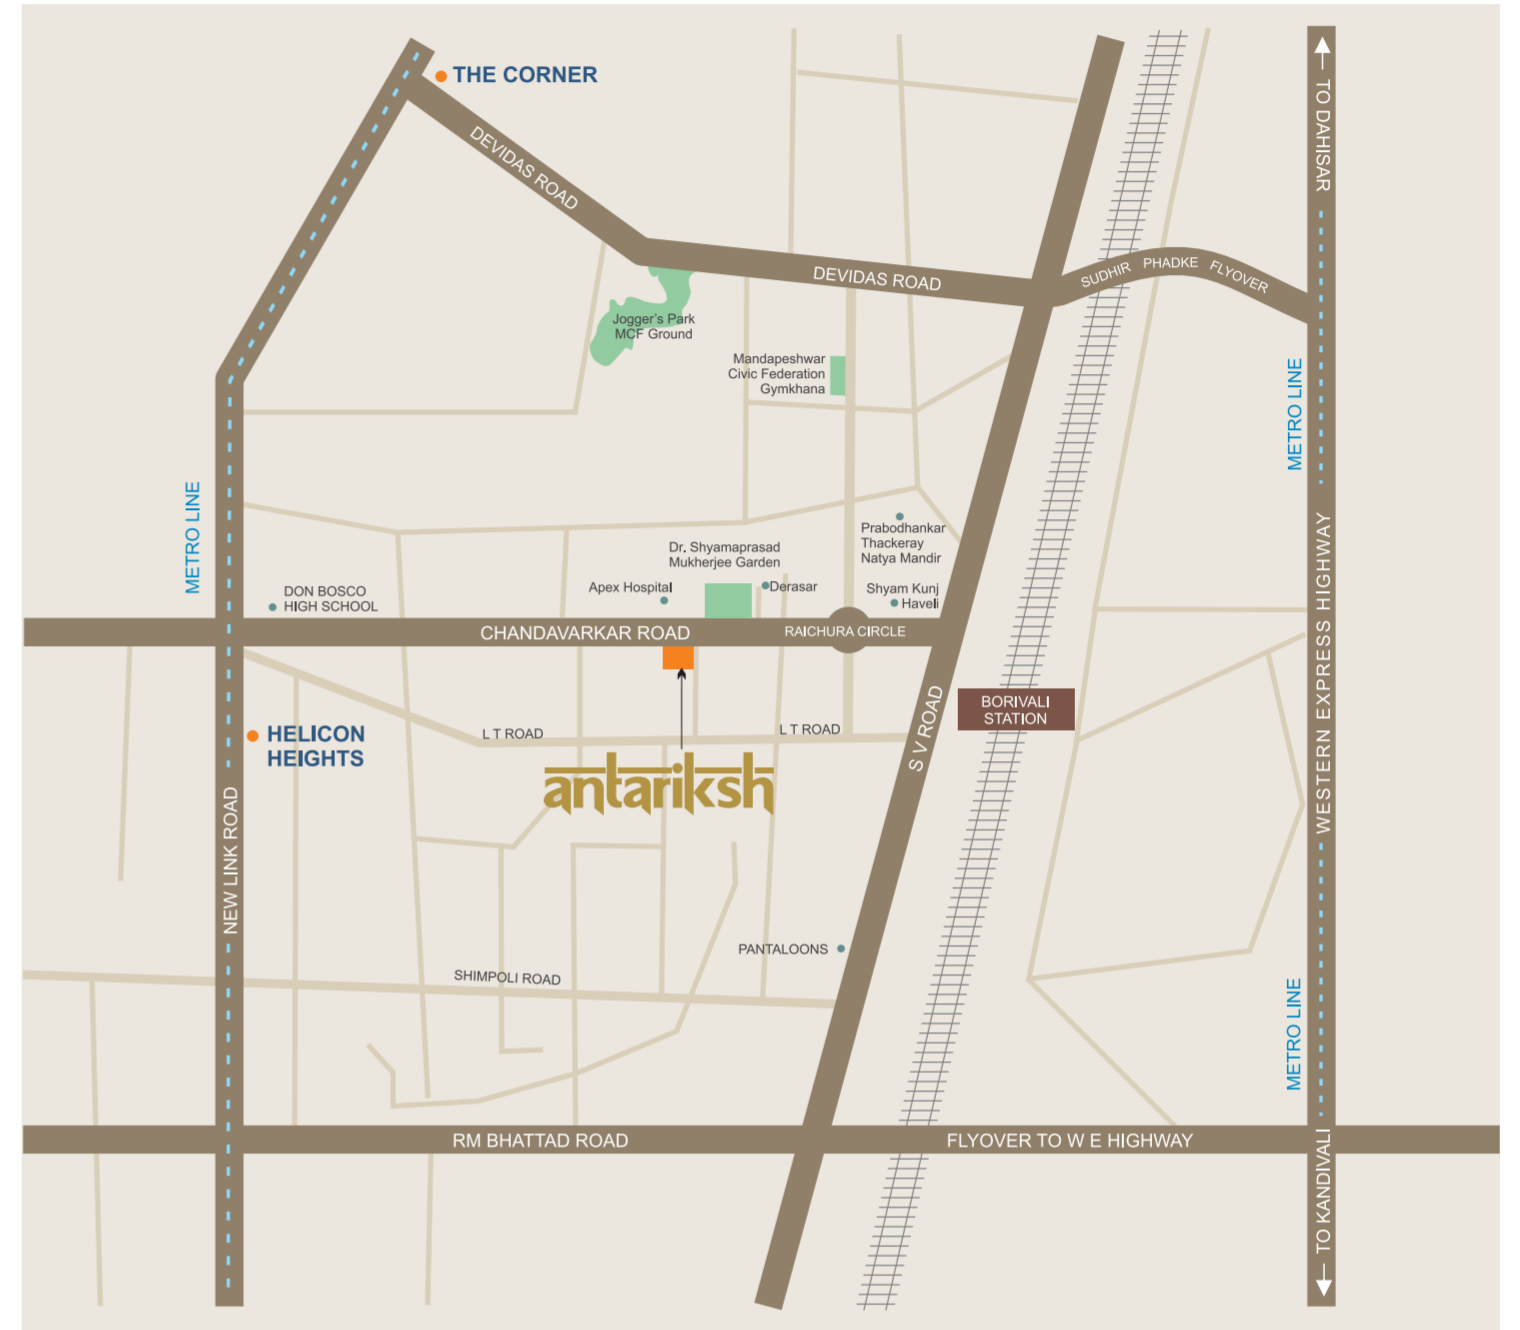 THE CORNER
DEVIDAS ROAD
TO DAHISAR
DEVIDAS ROAD
SUDHIR PHADKE FLYOVER
Jogger's Park
MCF Ground
Mandapeshwar
Civic Federation
Gymkhana
METRO LINE
METRO LINE
Prabodhankar
Thackeray
Natya Mandir
Dr. Shyamaprasad
Mukherjee Garden
Apex Hospital
Derasar
Shyam Kunj
Haveli
DON BOSCO
HIGH SCHOOL
CHANDAVARKAR ROAD
RAICHURA CIRCLE
WESTERN EXPRESS HIGHWAY
BORIVALI
STATION
S V ROAD
L T ROAD
L T ROAD
HELICON
HEIGHTS
antariksh
NEW LINK ROAD
PANTALOONS
SHIMPOLI ROAD
METRO LINE
RM BHATTAD ROAD
FLYOVER TO W E HIGHWAY
TO KANDIVALI